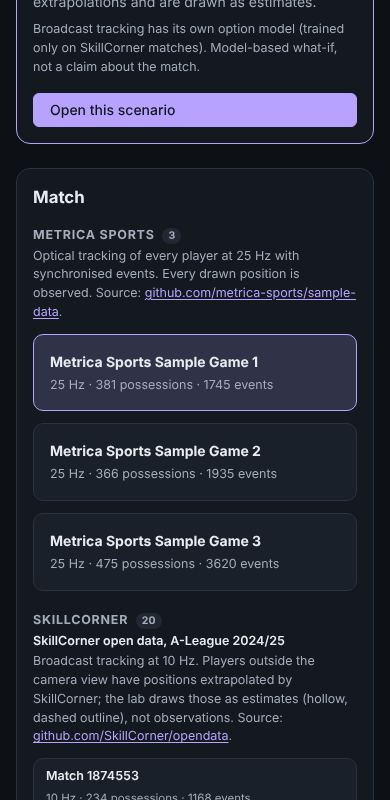 extrapolations and are drawn as estimates.
Broadcast tracking has its own option model (trained
only on SkillCorner matches). Model-based what-if,
not a claim about the match.
Open this scenario
Match
METRICA SPORTS 3
Optical tracking of every player at 25 Hz with
synchronised events. Every drawn position is
observed. Source: github.com/metrica-sports/sample-
data.
Metrica Sports Sample Game 1
25 Hz · 381 possessions · 1745 events
Metrica Sports Sample Game 2
25 Hz · 366 possessions · 1935 events
Metrica Sports Sample Game 3
25 Hz · 475 possessions · 3620 events
SKILLCORNER 20
SkillCorner open data, A-League 2024/25
Broadcast tracking at 10 Hz. Players outside the
camera view have positions extrapolated by
SkillCorner; the lab draws those as estimates (hollow,
dashed outline), not observations. Source:
github.com/SkillCorner/opendata.
Match 1874553
10 Hz · 234 possessions · 1168 events